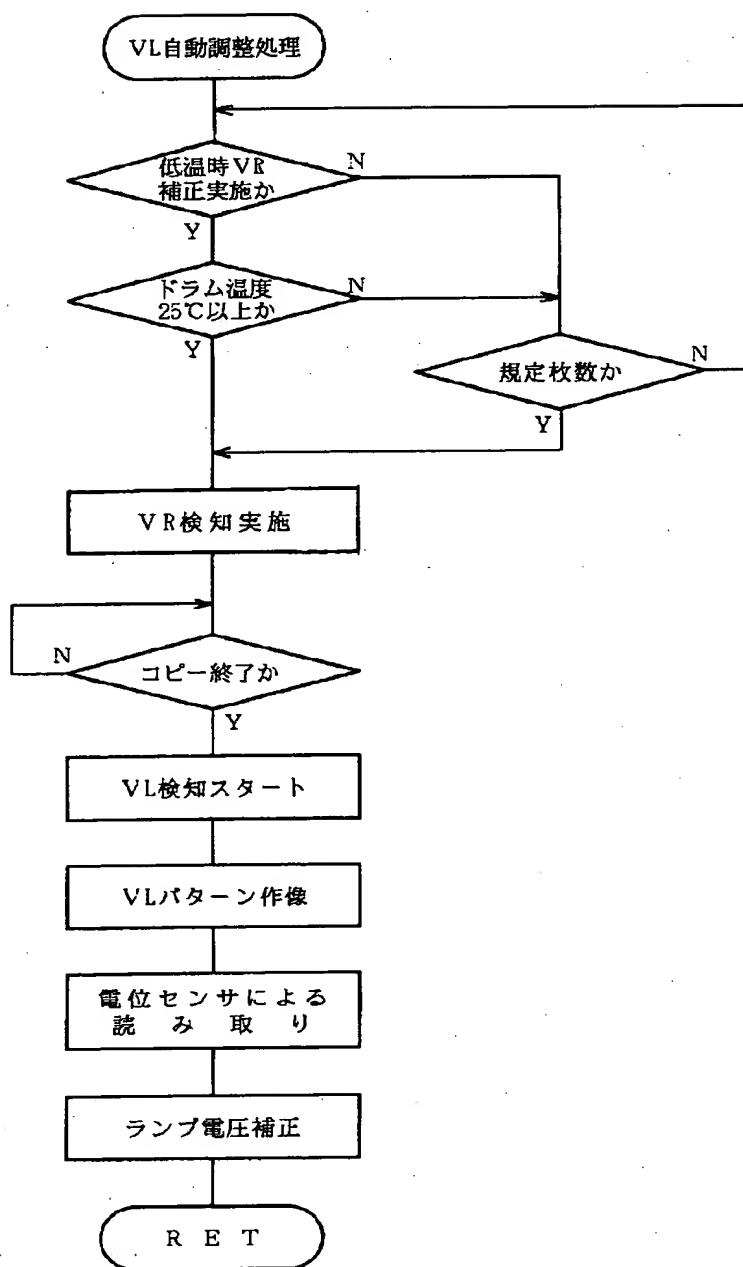 VL自動調整処理
低温時VR
補正実施か
N
Y
ドラム温度
25℃以上か
N
Y
規定枚数か
N
Y
VR検知実施
コピー終了か
N
Y
VL検知スタート
VLパターン作像
電位センサによる
読み取り
ランプ電圧補正
RET